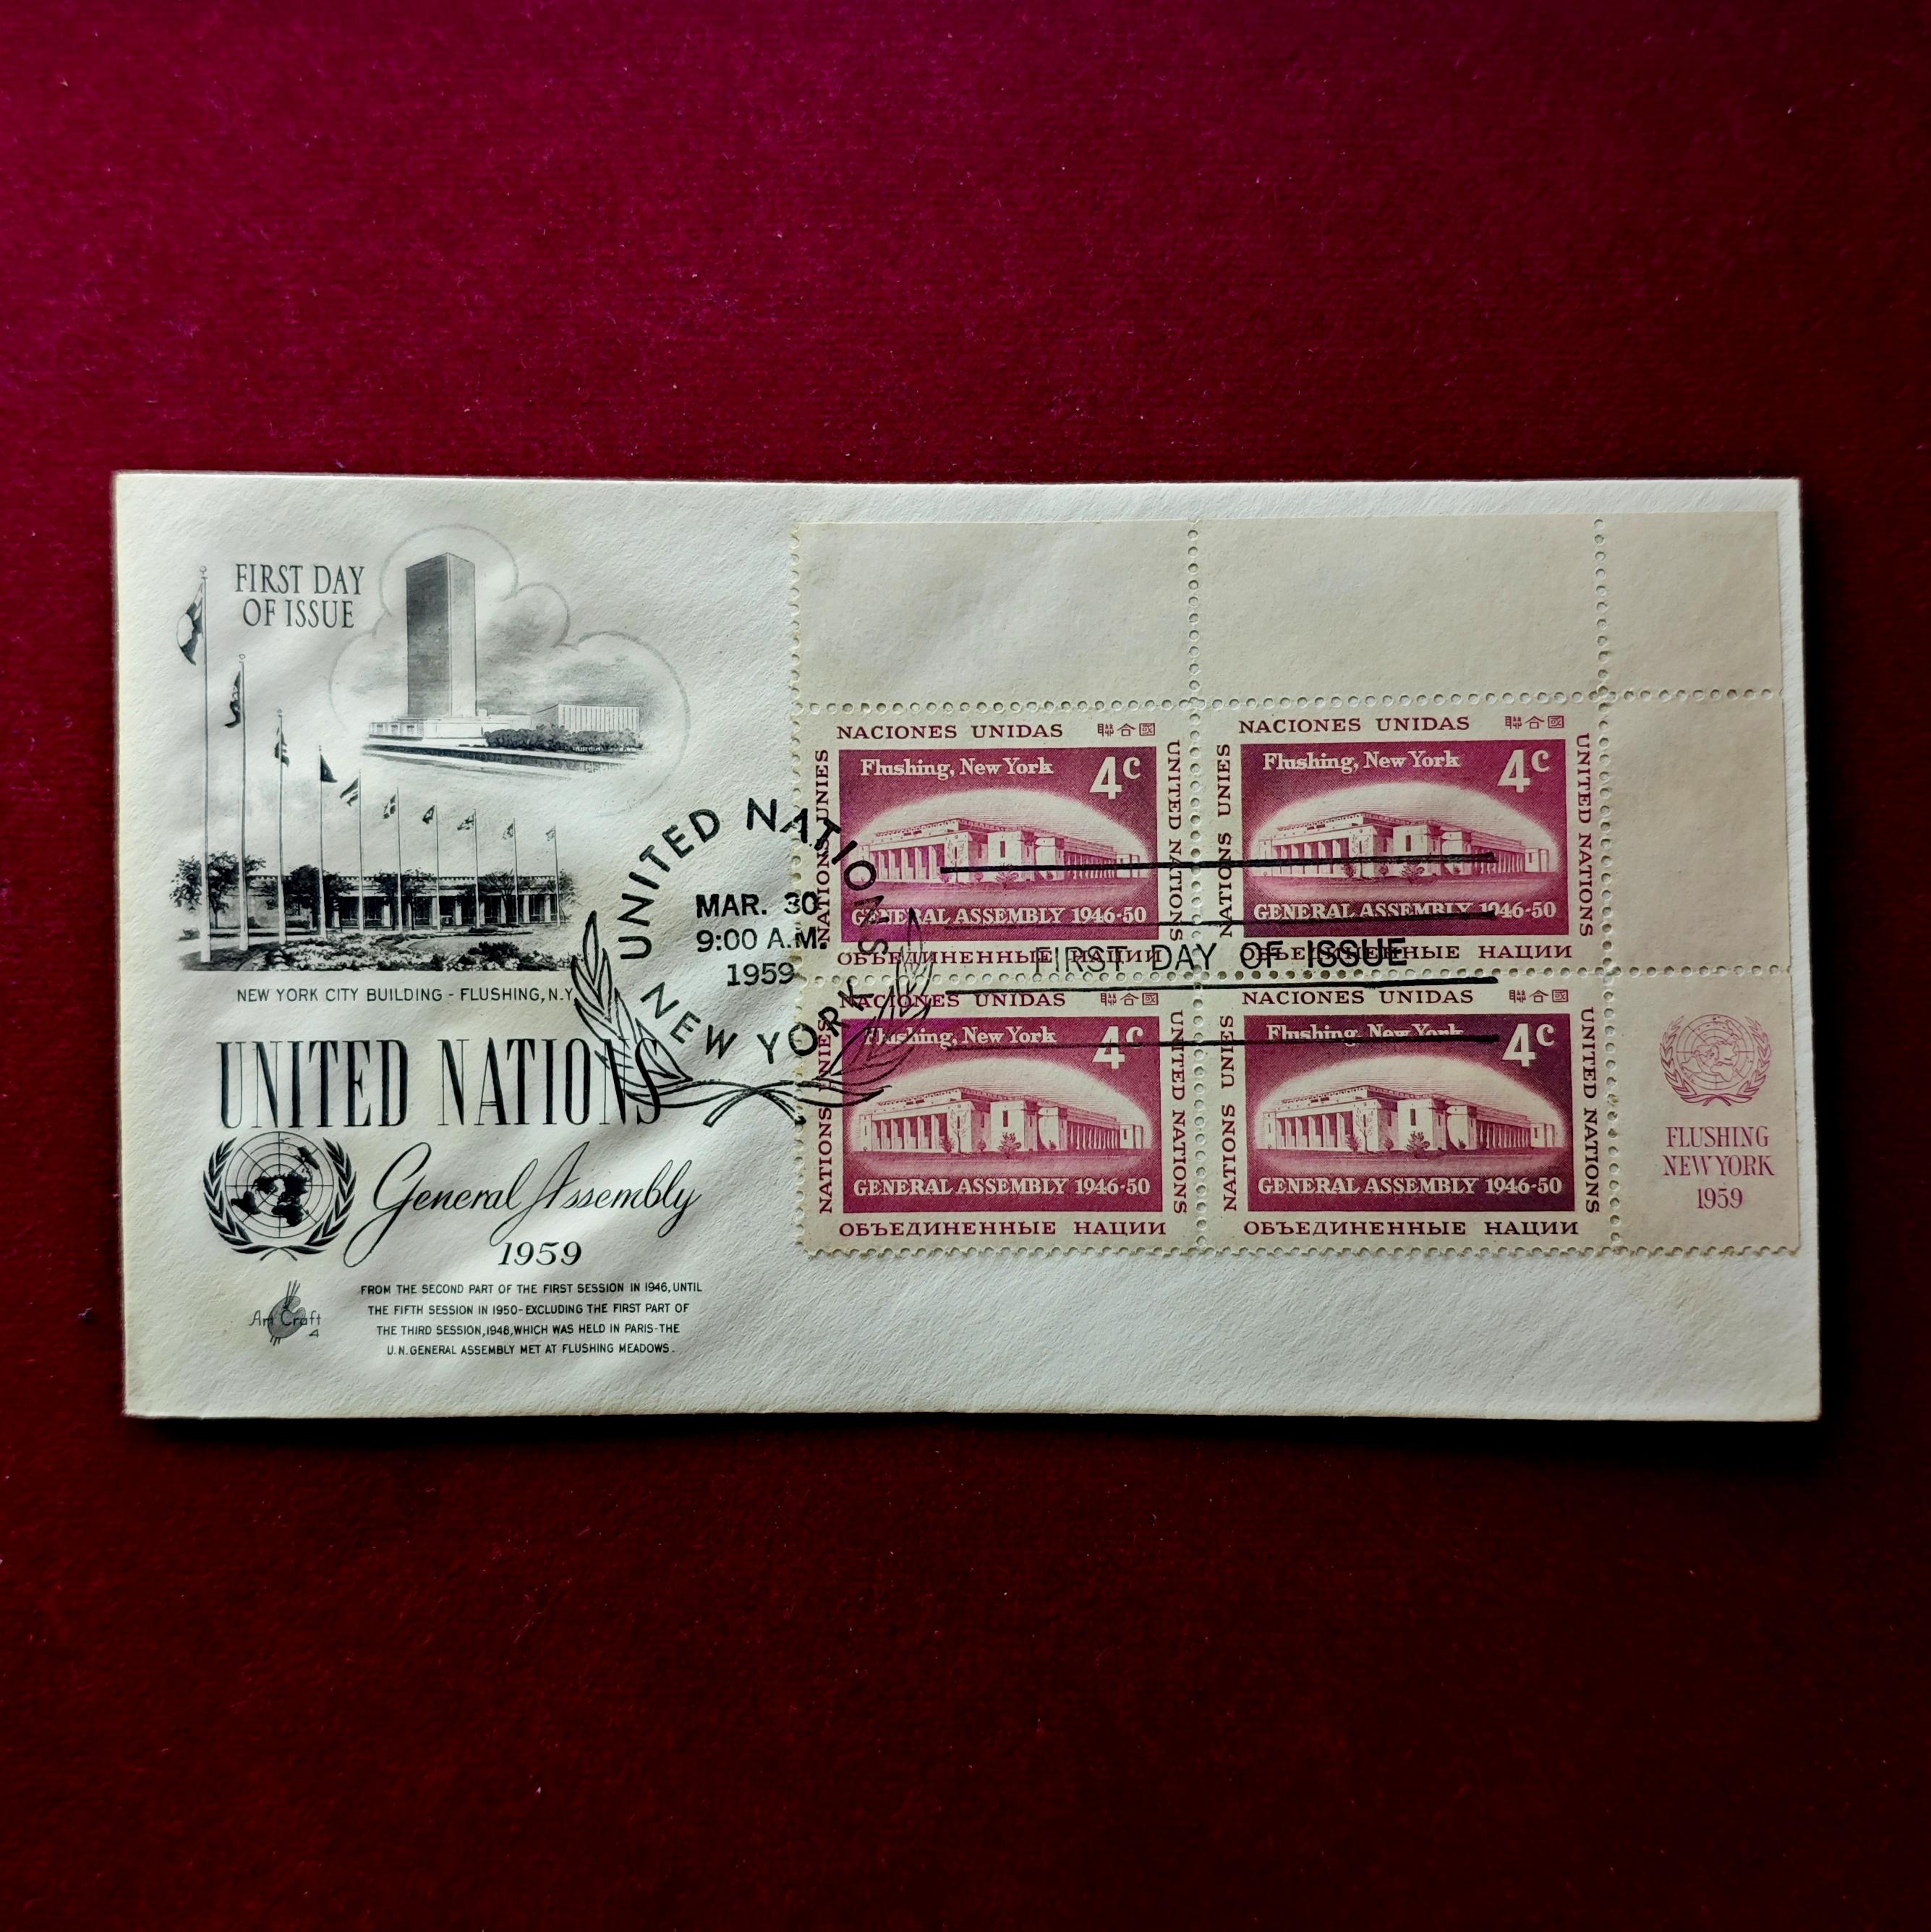 FIRST DAY
OF ISSUE
NEW YORK CITY BUILDING - FLUSHING, N.Y.
UNITED NATIONS
General Assembly
1959
Art Craft
FROM THE SECOND PART OF THE FIRST SESSION IN 1946, UNTIL
THE FIFTH SESSION IN 1950-EXCLUDING THE FIRST PART OF
THE THIRD SESSION, 1948, WHICH WAS HELD IN PARIS-THE
U.N. GENERAL ASSEMBLY MET AT FLUSHING MEADOWS.
UNITED NATIONS
MAR. 30
9:00 A.M.
1959
NEW YORK
FIRST DAY OF ISSUE
NACIONES UNIDAS 聯合國
NATIONS UNIES
Flushing, New York 4c
GENERAL ASSEMBLY 1946-50
UNITED NATIONS
ОБЪЕДИНЕННЫЕ НАЦИИ
NACIONES UNIDAS 聯合國
NATIONS UNIES
Flushing, New York 4c
GENERAL ASSEMBLY 1946-50
UNITED NATIONS
ОБЪЕДИНЕННЫЕ НАЦИИ
NACIONES UNIDAS 聯合國
NATIONS UNIES
Flushing, New York 4c
GENERAL ASSEMBLY 1946-50
UNITED NATIONS
ОБЪЕДИНЕННЫЕ НАЦИИ
NACIONES UNIDAS 聯合國
NATIONS UNIES
Flushing, New York 4c
GENERAL ASSEMBLY 1946-50
UNITED NATIONS
ОБЪЕДИНЕННЫЕ НАЦИИ
FLUSHING
NEW YORK
1959